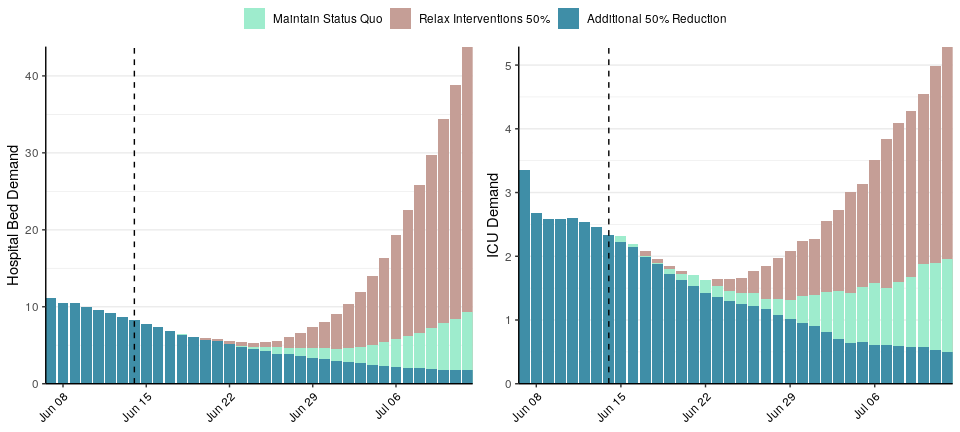 Maintain Status Quo Relax Interventions 50% Additional 50% Reduction
Hospital Bed Demand
40
30
20
10
0
Jun 08 Jun 15 Jun 22 Jun 29 Jul 06
ICU Demand
5
4
3
2
1
0
Jun 08 Jun 15 Jun 22 Jun 29 Jul 06